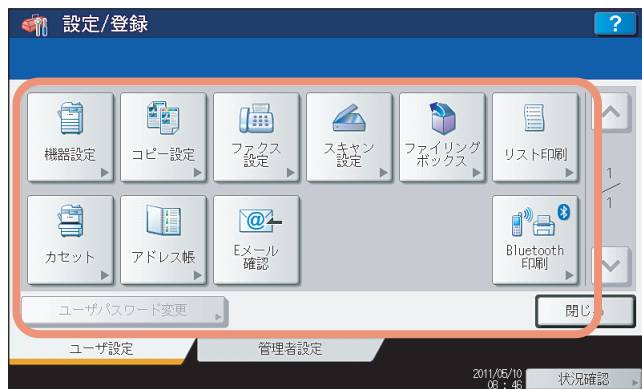 設定/登録
?
機器設定
コピー設定
ファクス
設定
スキャン
設定
ファイリング
ボックス
リスト印刷
1
1
カセット
アドレス帳
Eメール
確認
Bluetooth
印刷
ユーザパスワード変更
閉じる
ユーザ設定
管理者設定
2011/05/10
08 : 46
状況確認